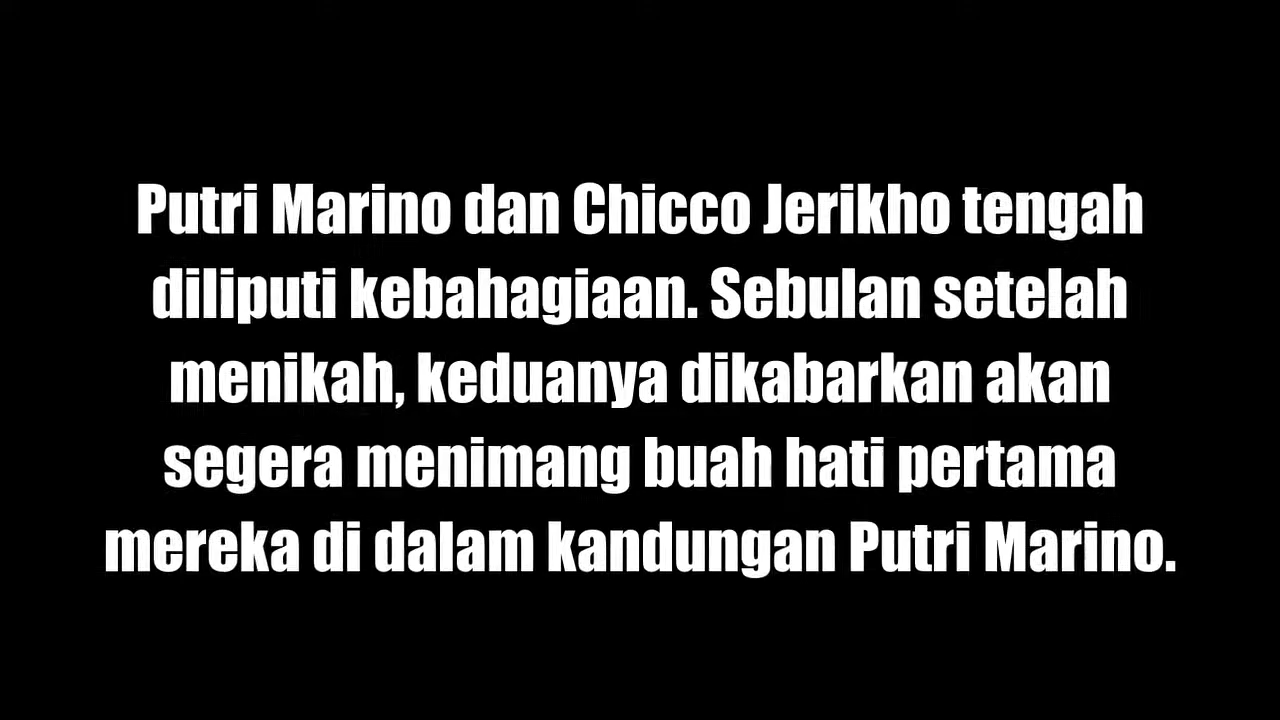 Putri Marino dan Chicco Jerikho tengah
diliputi kebahagiaan. Sebulan setelah
menikah, keduanya dikabarkan akan
segera menimang buah hati pertama
mereka di dalam kandungan Putri Marino.